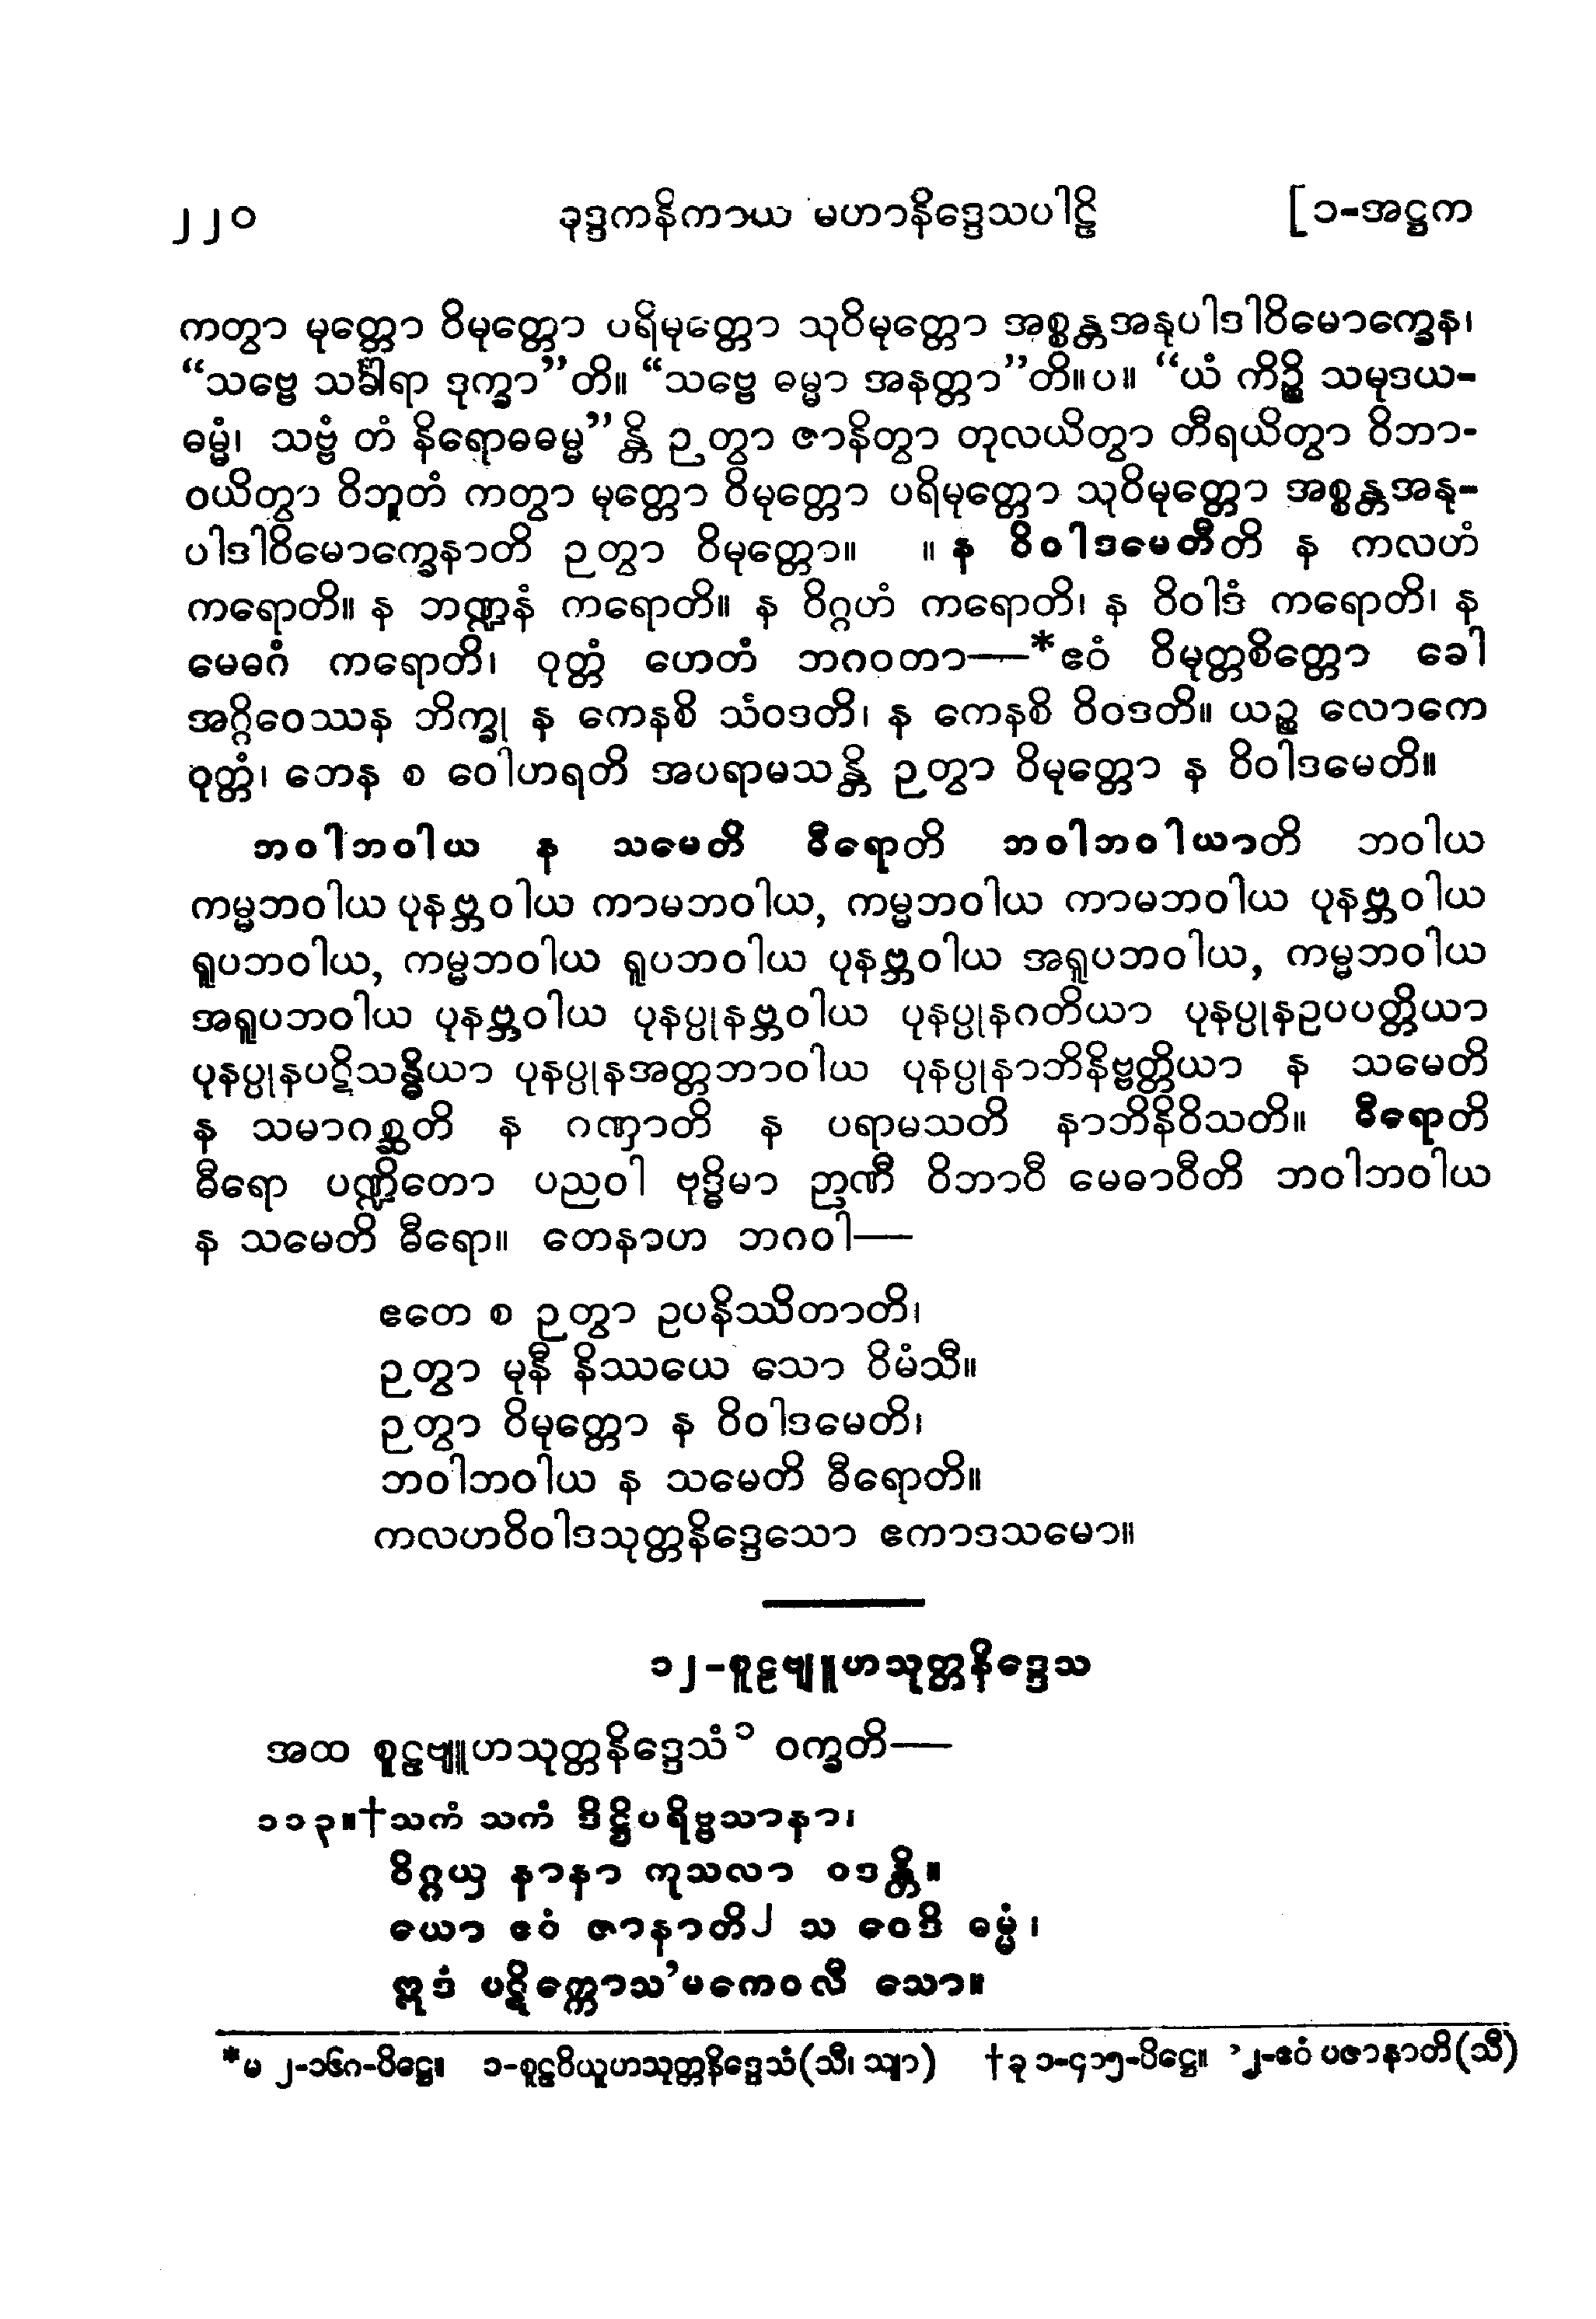 ၂၂၀ ခုဒ္ဒကနိကာယ မဟာနိဒ္ဒေသပါဠိ [၁-အဋ္ဌက
ကတွာ မုတ္တော ဝိမုတ္တော ပရိမုတ္တော သုဝိမုတ္တော အစ္စန္တအနုပါဒါဝိမောက္ခေန၊
“သဗ္ဗေ သင်္ခါရာ ဒုက္ခာ”တိ။ “သဗ္ဗေ ဓမ္မာ အနတ္တာ”တိ။ပ။ “ယံ ကိဉ္စိ သမုဒယ-
ဓမ္မံ၊ သဗ္ဗံ တံ နိရောဓဓမ္မ”န္တိ ဉတွာ ဇာနိတွာ တုလယိတွာ တီရယိတွာ ဝိဘာ-
ဝယိတွာ ဝိဘူတံ ကတွာ မုတ္တော ဝိမုတ္တော ပရိမုတ္တော သုဝိမုတ္တော အစ္စန္တအနု-
ပါဒါဝိမောက္ခေနာတိ ဉတွာ ဝိမုတ္တော။ ။ န ဝိဝါဒမေတီတိ န ကလဟံ
ကရောတိ။ န ဘဏ္ဍနံ ကရောတိ။ န ဝိဂ္ဂဟံ ကရောတိ၊ န ဝိဝါဒံ ကရောတိ၊ န
မေဓဂံ ကရောတိ၊ ဝုတ္တံ ဟေတံ ဘဂဝတာ—*ဧဝံ ဝိမုတ္တစိတ္တော ခေါ
အဂ္ဂိဝေဿန ဘိက္ခု န ကေနစိ သံဝဒတိ၊ န ကေနစိ ဝိဝဒတိ။ ယဉ္စ လောကေ
ဝုတ္တံ၊ တေန စ ဝေါဟရတိ အပရာမသန္တိ ဉတွာ ဝိမုတ္တော န ဝိဝါဒမေတိ။
ဘဝါဘဝါယ န သမေတိ ဓီရောတိ ဘဝါဘဝါယာတိ ဘဝါယ
ကမ္မဘဝါယ ပုနဗ္ဘဝါယ ကာမဘဝါယ, ကမ္မဘဝါယ ကာမဘဝါယ ပုနဗ္ဘဝါယ
ရူပဘဝါယ, ကမ္မဘဝါယ ရူပဘဝါယ ပုနဗ္ဘဝါယ အရူပဘဝါယ, ကမ္မဘဝါယ
အရူပဘဝါယ ပုနဗ္ဘဝါယ ပုနပ္ပုနဗ္ဘဝါယ ပုနပ္ပုနဂတိယာ ပုနပ္ပုနဥပပတ္တိယာ
ပုနပ္ပုနပဋိသန္ဓိယာ ပုနပ္ပုနအတ္တဘာဝါယ ပုနပ္ပုနာဘိနိဗ္ဗတ္တိယာ န သမေတိ
န သမာဂစ္ဆတိ န ဂဏှာတိ န ပရာမသတိ နာဘိနိဝိသတိ။ ဓီရောတိ
ဓီရော ပဏ္ဍိတော ပညဝါ ဗုဒ္ဓိမာ ဉာဏီ ဝိဘာဝီ မေဓာဝီတိ ဘဝါဘဝါယ
န သမေတိ ဓီရော။ တေနာဟ ဘဂဝါ—
ဧတေ စ ဉတွာ ဥပနိဿိတာတိ၊
ဉတွာ မုနီ နိဿယေ သော ဝိမံသီ။
ဉတွာ ဝိမုတ္တော န ဝိဝါဒမေတိ၊
ဘဝါဘဝါယ န သမေတိ ဓီရောတိ။
ကလဟဝိဝါဒသုတ္တနိဒ္ဒေသော ဧကာဒသမော။
၁၂-စူဠဗျူဟသုတ္တနိဒ္ဒေသ
အထ စူဠဗျူဟသုတ္တနိဒ္ဒေသံ၁ ဝက္ခတိ—
၁၁၃။†သကံ သကံ ဒိဋ္ဌိပရိဗ္ဗသာနာ၊
ဝိဂ္ဂယှ နာနာ ကုသလာ ဝဒန္တိ။
ယော ဧဝံ ဇာနာတိ၂ သ ဝေဒိ ဓမ္မံ၊
ဣဒံ ပဋိက္ကောသ’မကေဝလီ သော။
*မ ၂-၁၆ဂ-ပိဋ္ဌေ။ ၁-စူဠဝိယူဟသုတ္တနိဒ္ဒေသံ(သီ၊ သျာ) †ခု ၁-၄၁၅-ပိဋ္ဌေ။ ’၂-ဧဝံ ပဇာနာတိ(သီ)